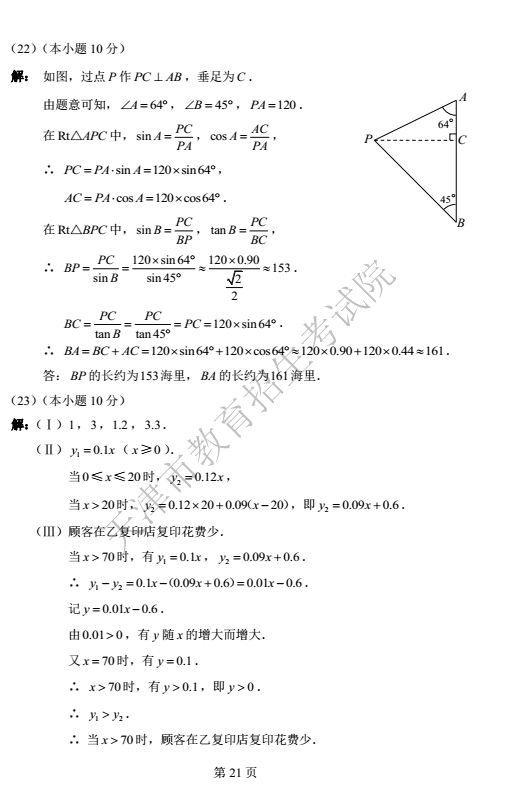 （22）（本小题 10 分）
解： 如图，过点 P 作 PC ⊥ AB，垂足为 C．
由题意可知，∠A = 64°，∠B = 45°，PA = 120．
在 Rt△APC 中，sin A = PC/PA，cos A = AC/PA，
∴ PC = PA·sin A = 120×sin 64°，
AC = PA·cos A = 120×cos 64°．
在 Rt△BPC 中，sin B = PC/BP，tan B = PC/BC，
∴ BP = PC/sin B = 120×sin 64°/sin 45° ≈ 120×0.90/(√2/2) ≈ 153．
BC = PC/tan B = PC/tan 45° = PC = 120×sin 64°．
∴ BA = BC + AC = 120×sin 64° + 120×cos 64° ≈ 120×0.90 + 120×0.44 ≈ 161．
答：BP 的长约为 153 海里，BA 的长约为 161 海里．
A
64°
P
C
45°
B
（23）（本小题 10 分）
解：（Ⅰ）1，3，1.2，3.3．
（Ⅱ）y₁ = 0.1x（x ≥ 0）．
当 0 ≤ x ≤ 20 时，y₂ = 0.12x，
当 x > 20 时，y₂ = 0.12×20 + 0.09(x − 20)，即 y₂ = 0.09x + 0.6．
（Ⅲ）顾客在乙复印店复印花费少．
当 x > 70 时，有 y₁ = 0.1x，y₂ = 0.09x + 0.6．
∴ y₁ − y₂ = 0.1x − (0.09x + 0.6) = 0.01x − 0.6．
记 y = 0.01x − 0.6．
由 0.01 > 0，有 y 随 x 的增大而增大．
又 x = 70 时，有 y = 0.1．
∴ x > 70 时，有 y > 0.1，即 y > 0．
∴ y₁ > y₂．
∴ 当 x > 70 时，顾客在乙复印店复印花费少．
第 21 页
天津市教育招生考试院